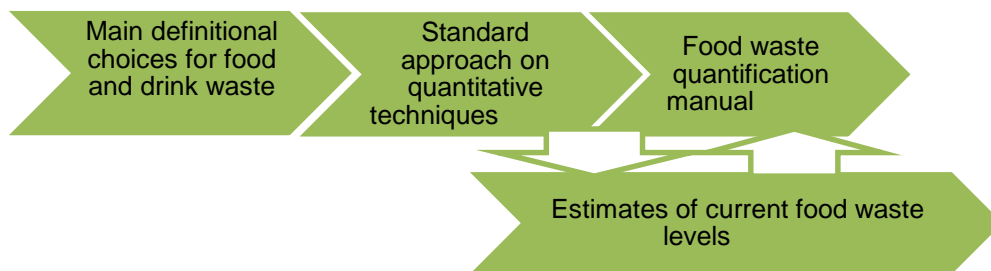 Main definitional
choices for food
and drink waste
Standard
approach on
quantitative
techniques
Food waste
quantification
manual
Estimates of current food waste
levels